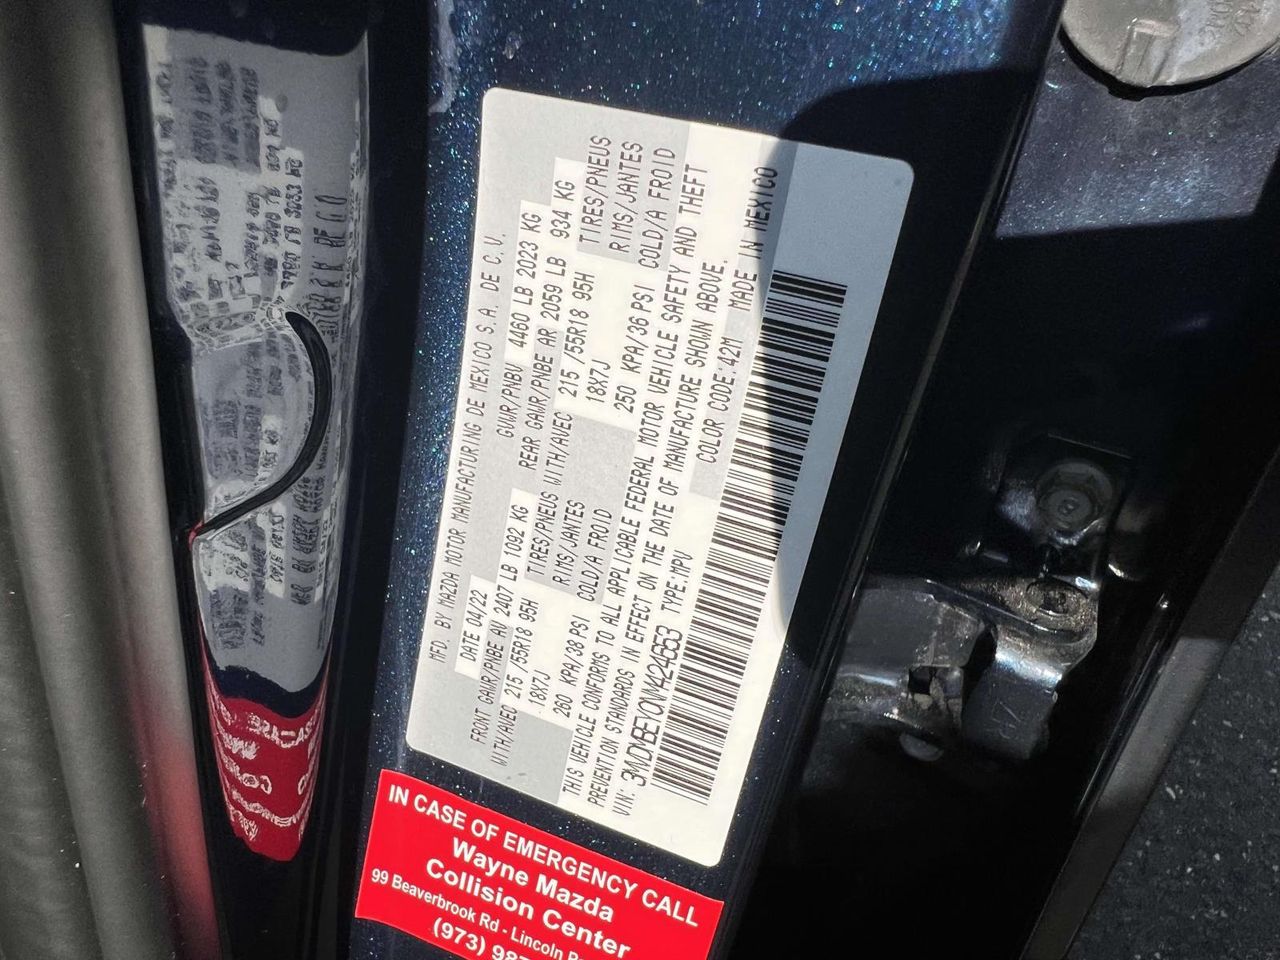 MFD. BY MAZDA MOTOR MANUFACTURING DE MEXICO S.A. DE C.V.
DATE 04/22 GVWR/PNBV 4460 LB 2023 KG
FRONT GAWR/PNBE AV 2407 LB 1092 KG REAR GAWR/PNBE AR 2059 LB 934 KG
WITH/AVEC 215 /55R18 95H TIRES/PNEUS WITH/AVEC 215 /55R18 95H TIRES/PNEUS
18X7J RIMS/JANTES 18X7J RIMS/JANTES
260 KPA/38 PSI COLD/A FROID 250 KPA/36 PSI COLD/A FROID
THIS VEHICLE CONFORMS TO ALL APPLICABLE FEDERAL MOTOR VEHICLE SAFETY AND THEFT
PREVENTION STANDARDS IN EFFECT ON THE DATE OF MANUFACTURE SHOWN ABOVE.
VIN: 3MVDMBEY0NM424653 TYPE:MPV COLOR CODE:42M MADE IN MEXICO
IN CASE OF EMERGENCY CALL
Wayne Mazda
Collision Center
99 Beaverbrook Rd - Lincoln
(973)